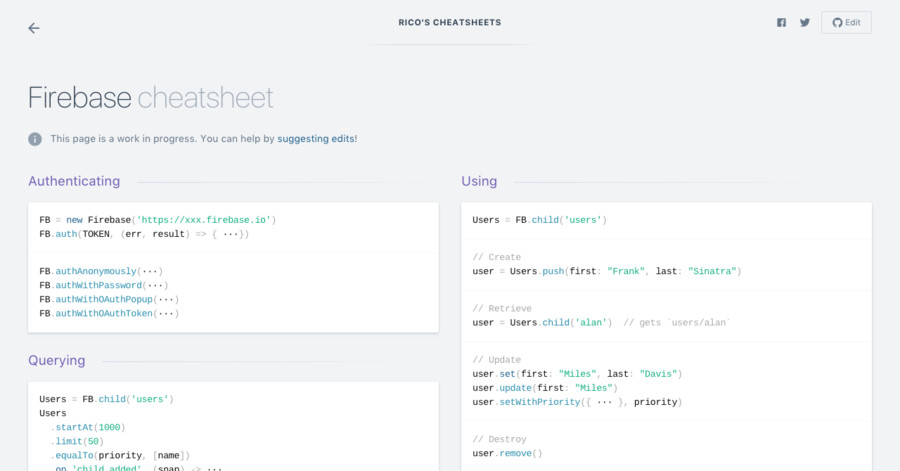 RICO'S CHEATSHEETS
Edit
Firebase cheatsheet
This page is a work in progress. You can help by suggesting edits!
Authenticating
FB = new Firebase('https://xxx.firebase.io')
FB.auth(TOKEN, (err, result) => { ···})
FB.authAnonymously(···)
FB.authWithPassword(···)
FB.authWithOAuthPopup(···)
FB.authWithOAuthToken(···)
Querying
Users = FB.child('users')
Users
.startAt(1000)
.limit(50)
.equalTo(priority, [name])
.on 'child_added', (snap) -> ···
Using
Users = FB.child('users')
// Create
user = Users.push(first: "Frank", last: "Sinatra")
// Retrieve
user = Users.child('alan')  // gets `users/alan`
// Update
user.set(first: "Miles", last: "Davis")
user.update(first: "Miles")
user.setWithPriority({ ··· }, priority)
// Destroy
user.remove()